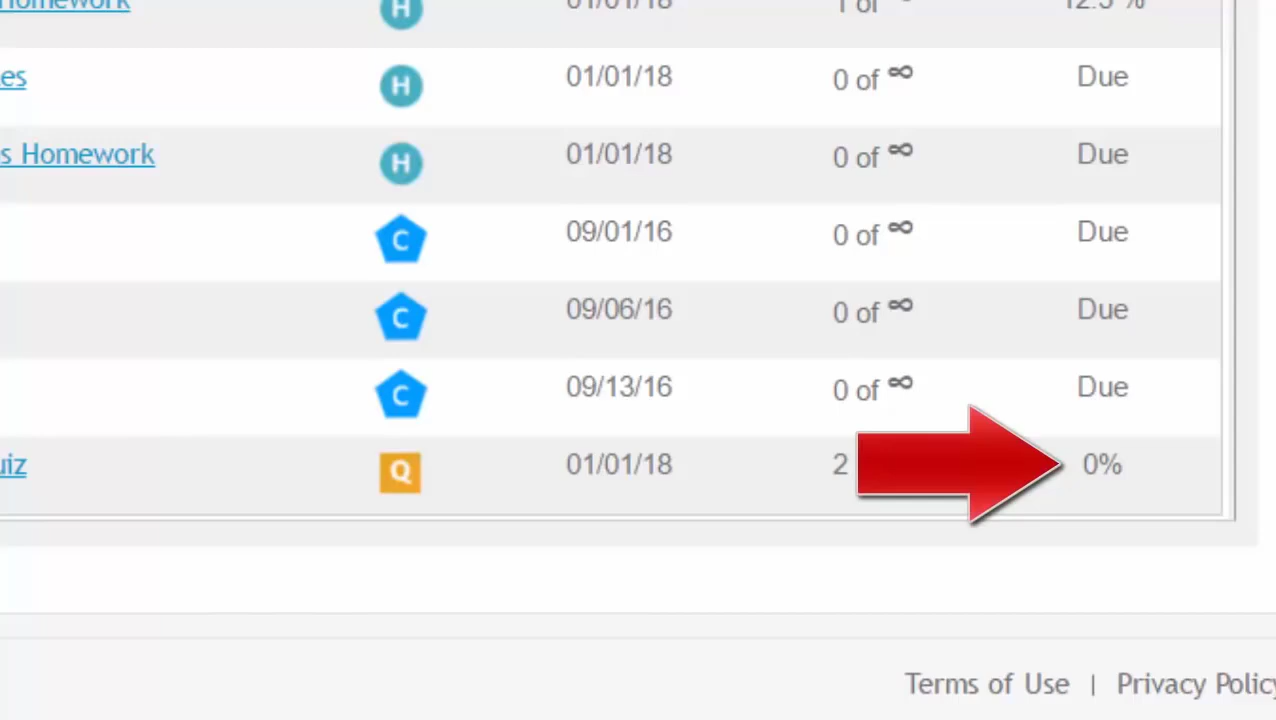 Homework H 01/01/18 1 of 12.5 %
es H 01/01/18 0 of ∞ Due
s Homework H 01/01/18 0 of ∞ Due
C 09/01/16 0 of ∞ Due
C 09/06/16 0 of ∞ Due
C 09/13/16 0 of ∞ Due
uiz Q 01/01/18 2 0%
Terms of Use | Privacy Policy